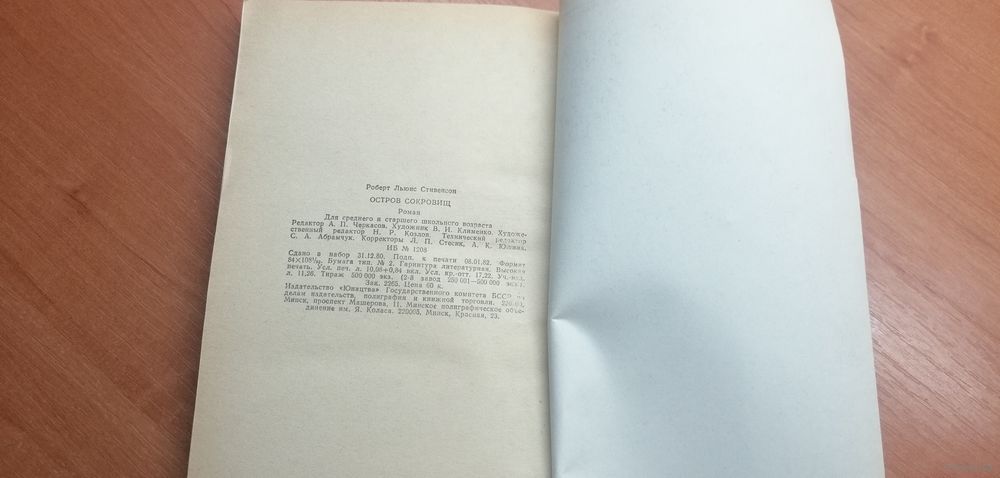 Роберт Льюис Стивенсон
ОСТРОВ СОКРОВИЩ
Роман
Для среднего и старшего школьного возраста
Редактор А. П. Черкасов. Художник В. И. Клименко. Художе-
ственный редактор Н. Р. Козлов. Технический редактор
С. А. Абрамчук. Корректоры Л. П. Стесик, А. К.
ИБ № 1208
Сдано в набор 31.12.80. Подп. к печати 08.01.82. Формат
84×108¹/₃₂. Бумага тип. № 2. Гарнитура литературная. Высокая
печать. Усл. печ. л. 10,08+0,84 вкл. Усл. кр.-отт. 17,22. Уч.-изд.
л. 11,26. Тираж 500 000 экз. (2-й завод 250 001—500 000 экз.).
Зак. 2265. Цена 60 к.
Издательство «Юнацтва» Государственного комитета БССР по
делам издательств, полиграфии и книжной торговли.
Минск, проспект Машерова, 11. Минское полиграфическое объе-
динение им. Я. Коласа. 220005, Минск, Красная, 23.